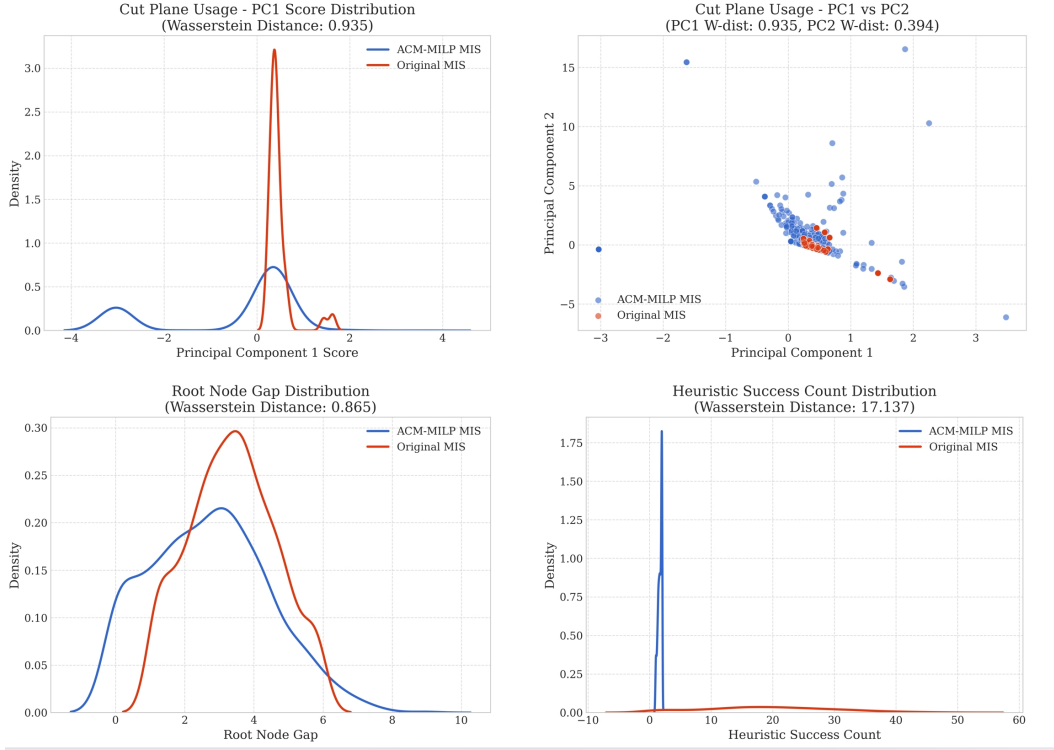 Cut Plane Usage - PC1 Score Distribution
(Wasserstein Distance: 0.935)
ACM-MILP MIS
Original MIS
Density
3.0
2.5
2.0
1.5
1.0
0.5
0.0
−4
−2
0
2
4
Principal Component 1 Score
Cut Plane Usage - PC1 vs PC2
(PC1 W-dist: 0.935, PC2 W-dist: 0.394)
Principal Component 2
15
10
5
0
−5
ACM-MILP MIS
Original MIS
−3
−2
−1
0
1
2
3
Principal Component 1
Root Node Gap Distribution
(Wasserstein Distance: 0.865)
ACM-MILP MIS
Original MIS
Density
0.30
0.25
0.20
0.15
0.10
0.05
0.00
0
2
4
6
8
10
Root Node Gap
Heuristic Success Count Distribution
(Wasserstein Distance: 17.137)
ACM-MILP MIS
Original MIS
Density
1.75
1.50
1.25
1.00
0.75
0.50
0.25
0.00
−10
0
10
20
30
40
50
60
Heuristic Success Count